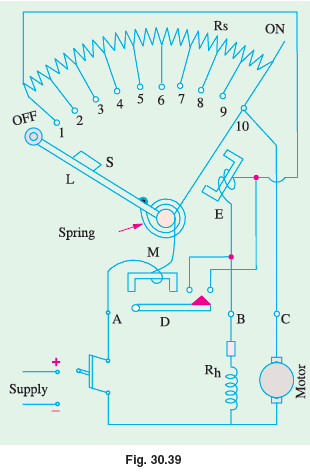 Rs
ON
OFF
1
2
3
4
5
6
7
8
9
10
S
L
E
Spring
M
A
D
B
C
+
Supply
–
Rh
Motor
Fig. 30.39